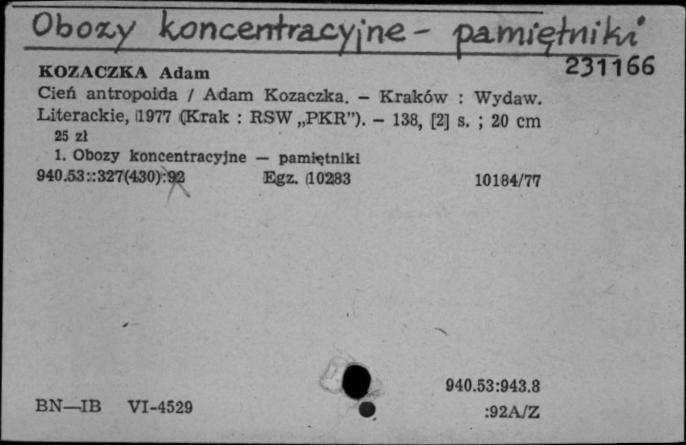 Obozy koncentracyjne - pamiętniki
231166
KOZACZKA Adam
Cień antropoida / Adam Kozaczka. — Kraków : Wydaw.
Literackie, 1977 (Krak : RSW „PKR"). — 138, [2] s. ; 20 cm
25 zł
1. Obozy koncentracyjne — pamiętniki
940.53::327(430):92 Egz. 10283 10184/77
940.53:943.8
BN—IB VI-4529 :92A/Z